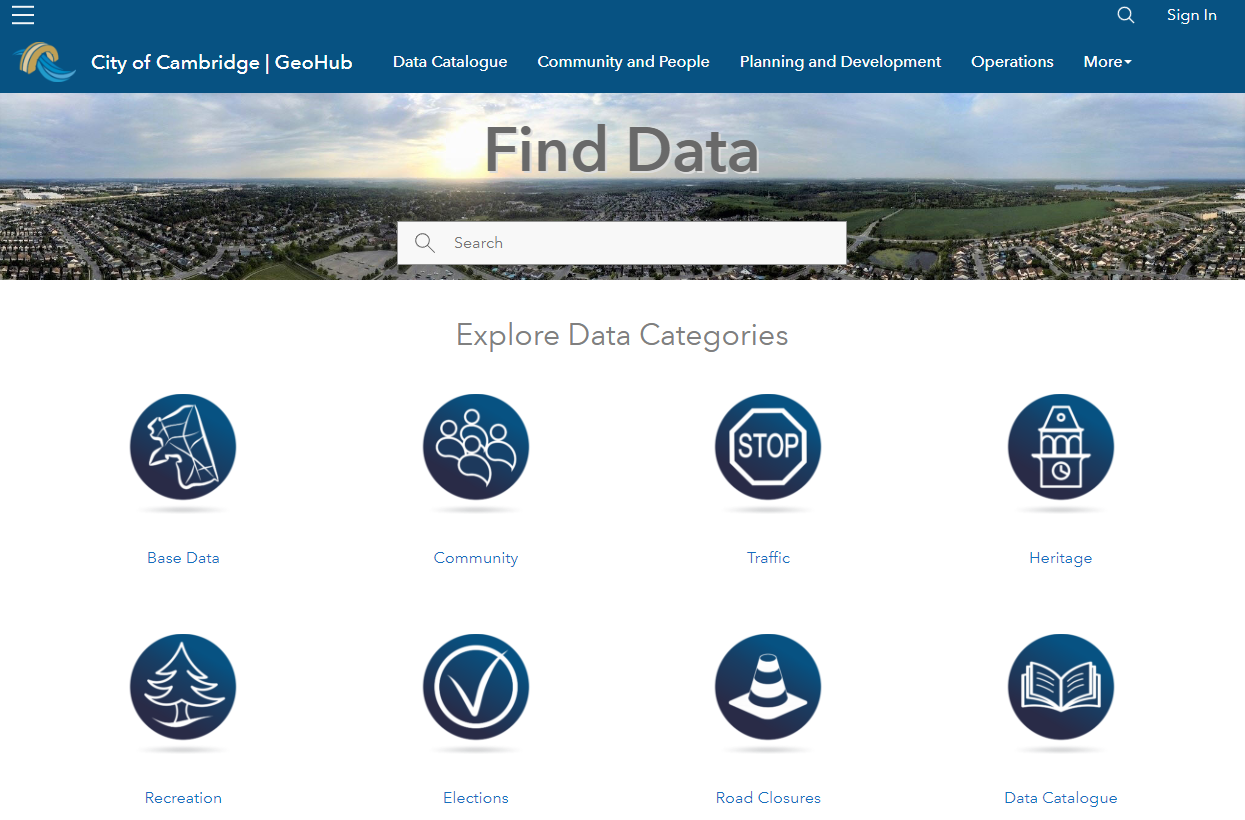 Sign In
City of Cambridge | GeoHub
Data Catalogue
Community and People
Planning and Development
Operations
More
Find Data
Search
Explore Data Categories
STOP
Base Data
Community
Traffic
Heritage
Recreation
Elections
Road Closures
Data Catalogue